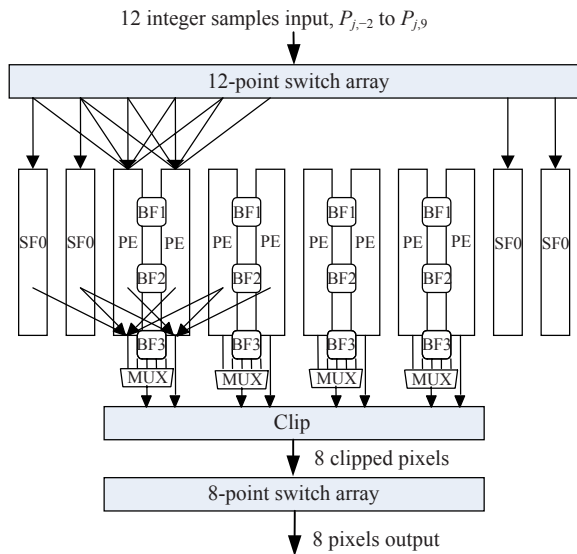 12 integer samples input, P_{j,-2} to P_{j,9}
12-point switch array
SF0 SF0 PE BF1 PE PE BF1 PE PE BF1 PE PE BF1 PE SF0 SF0
BF2 BF2 BF2 BF2
BF3 BF3 BF3 BF3
MUX MUX MUX MUX
Clip
8 clipped pixels
8-point switch array
8 pixels output